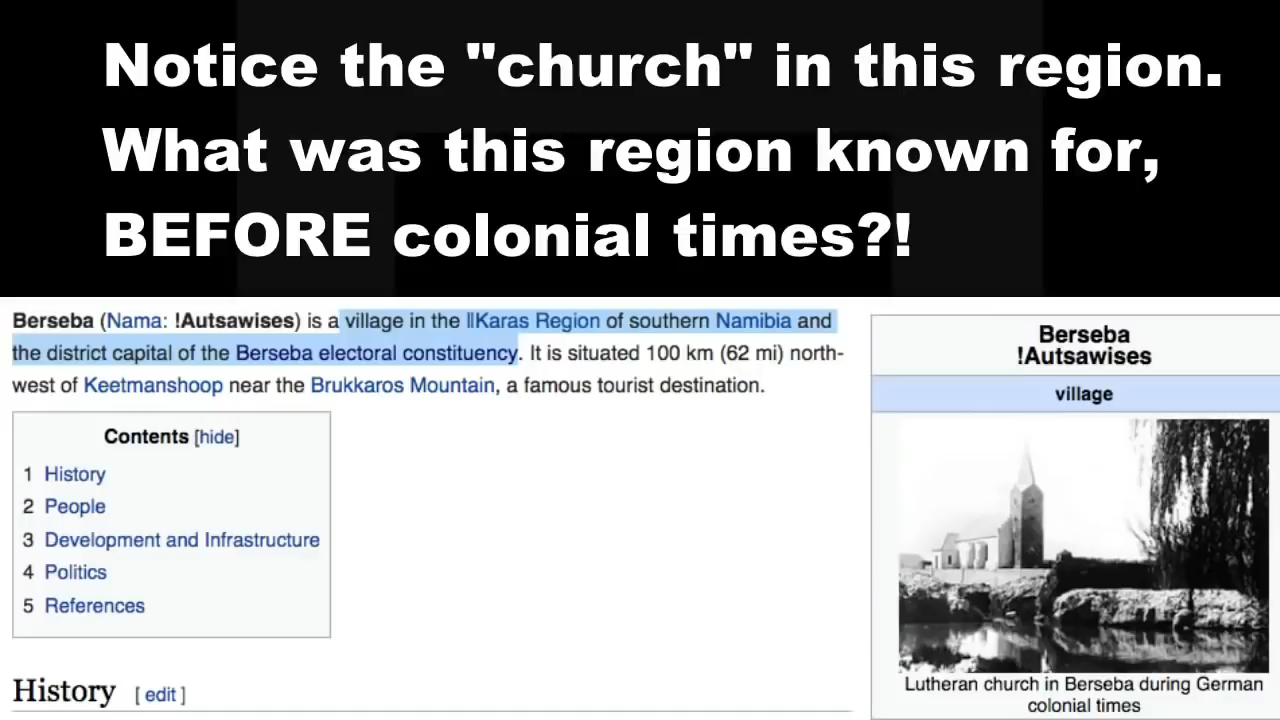 Notice the "church" in this region.
What was this region known for,
BEFORE colonial times?!
Berseba (Nama: !Autsawises) is a village in the ǁKaras Region of southern Namibia and
the district capital of the Berseba electoral constituency. It is situated 100 km (62 mi) north-
west of Keetmanshoop near the Brukkaros Mountain, a famous tourist destination.
Contents [hide]
1 History
2 People
3 Development and Infrastructure
4 Politics
5 References
History [ edit ]
Berseba
!Autsawises
village
Lutheran church in Berseba during German
colonial times